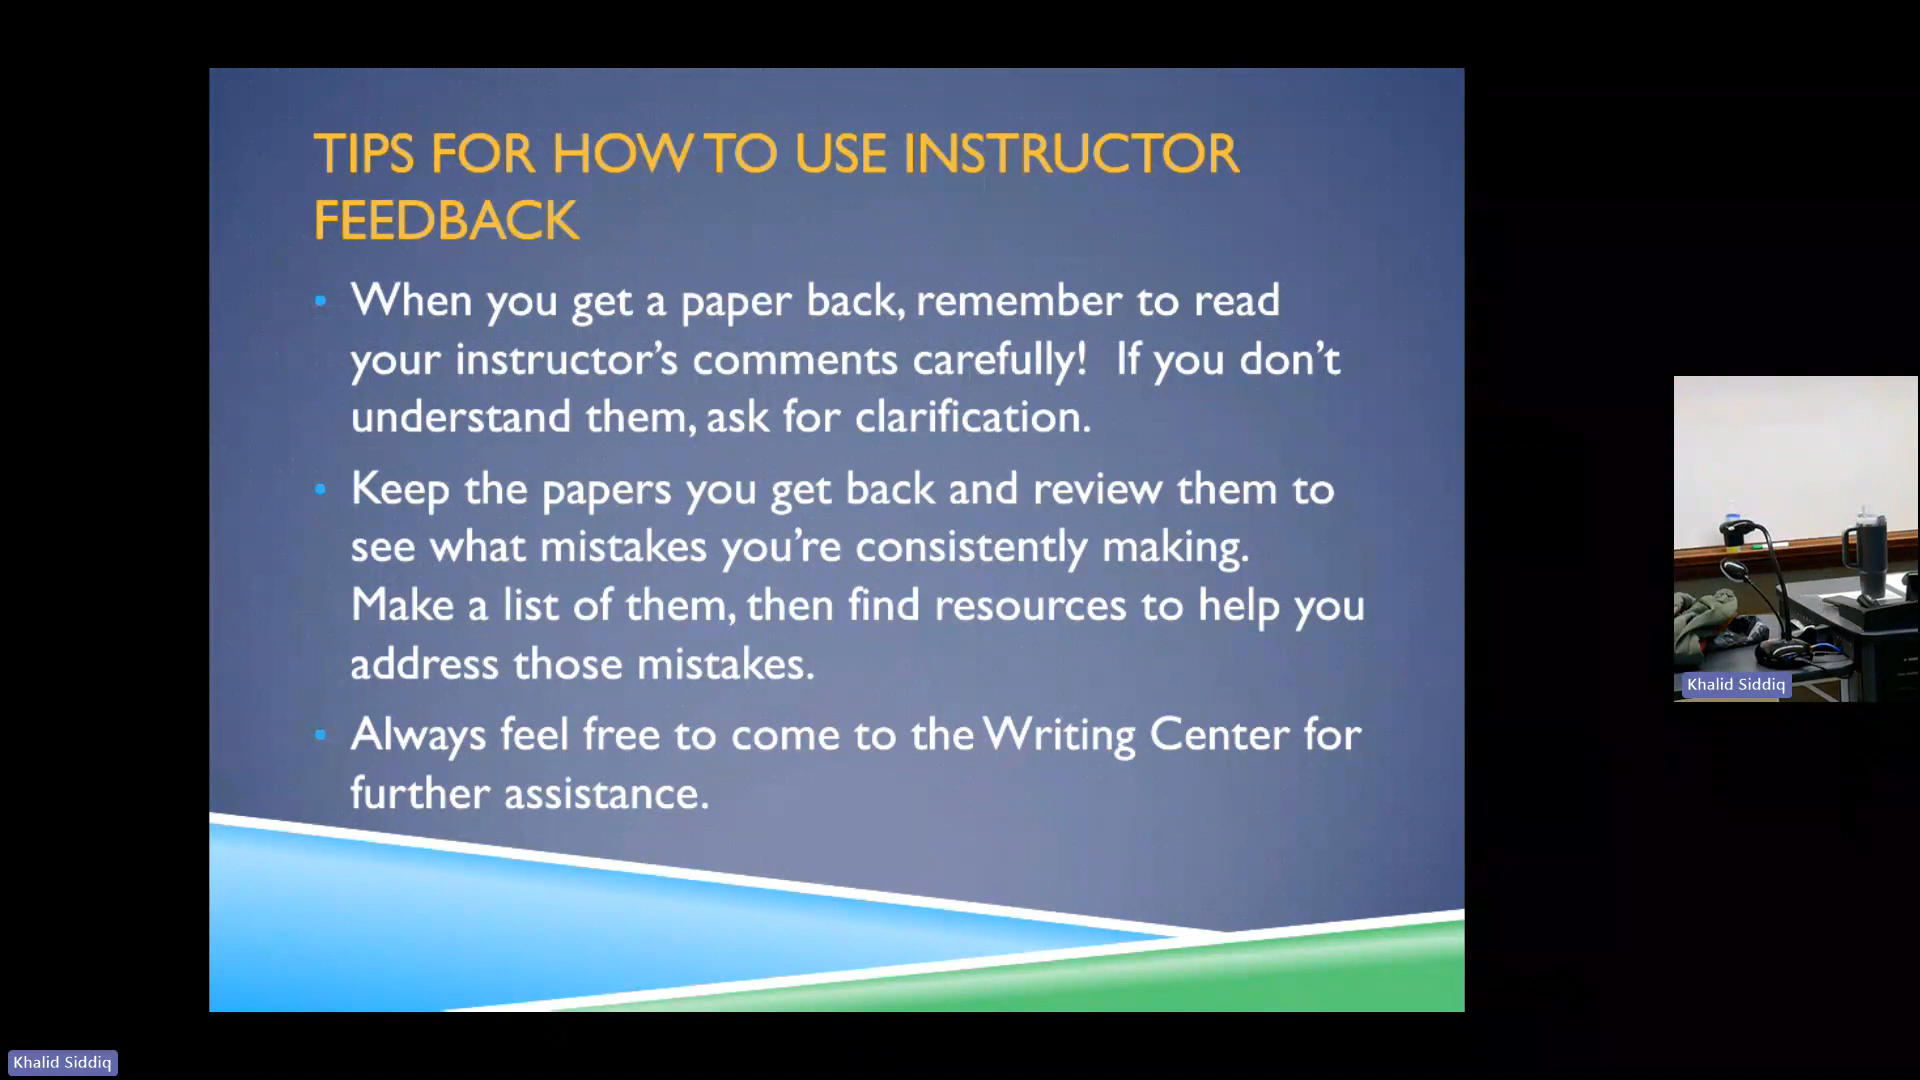 TIPS FOR HOW TO USE INSTRUCTOR
FEEDBACK
• When you get a paper back, remember to read
your instructor’s comments carefully!  If you don’t
understand them, ask for clarification.
• Keep the papers you get back and review them to
see what mistakes you’re consistently making.
Make a list of them, then find resources to help you
address those mistakes.
• Always feel free to come to the Writing Center for
further assistance.
Khalid Siddiq
Khalid Siddiq